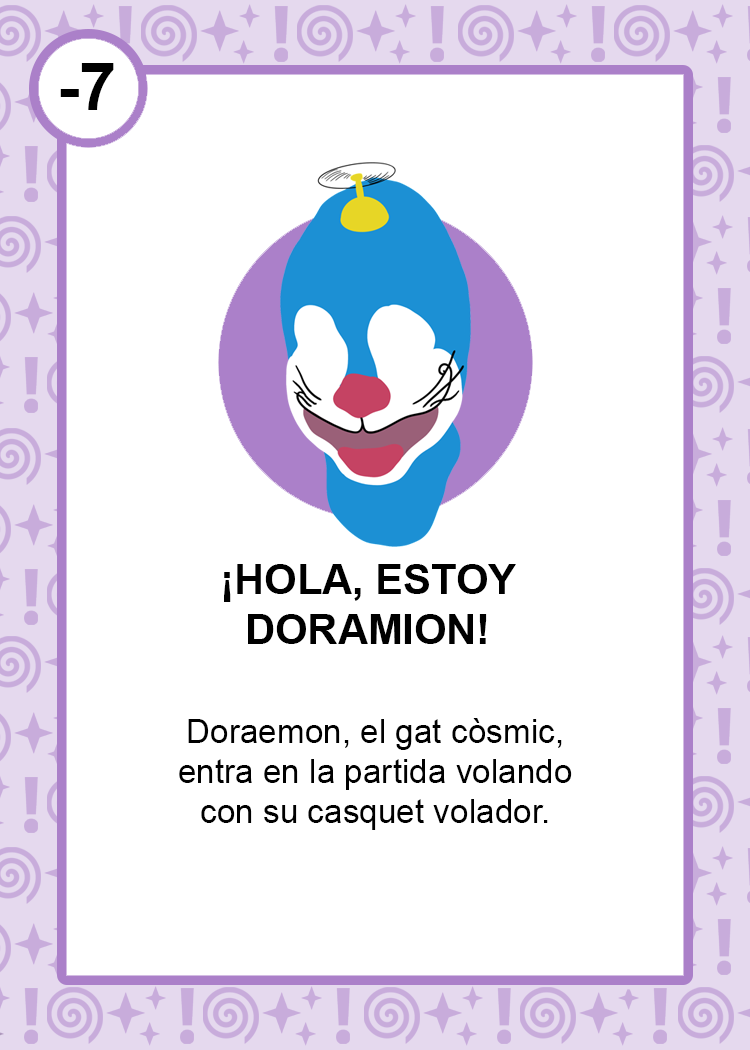 -7
¡HOLA, ESTOY
DORAMION!
Doraemon, el gat còsmic,
entra en la partida volando
con su casquet volador.